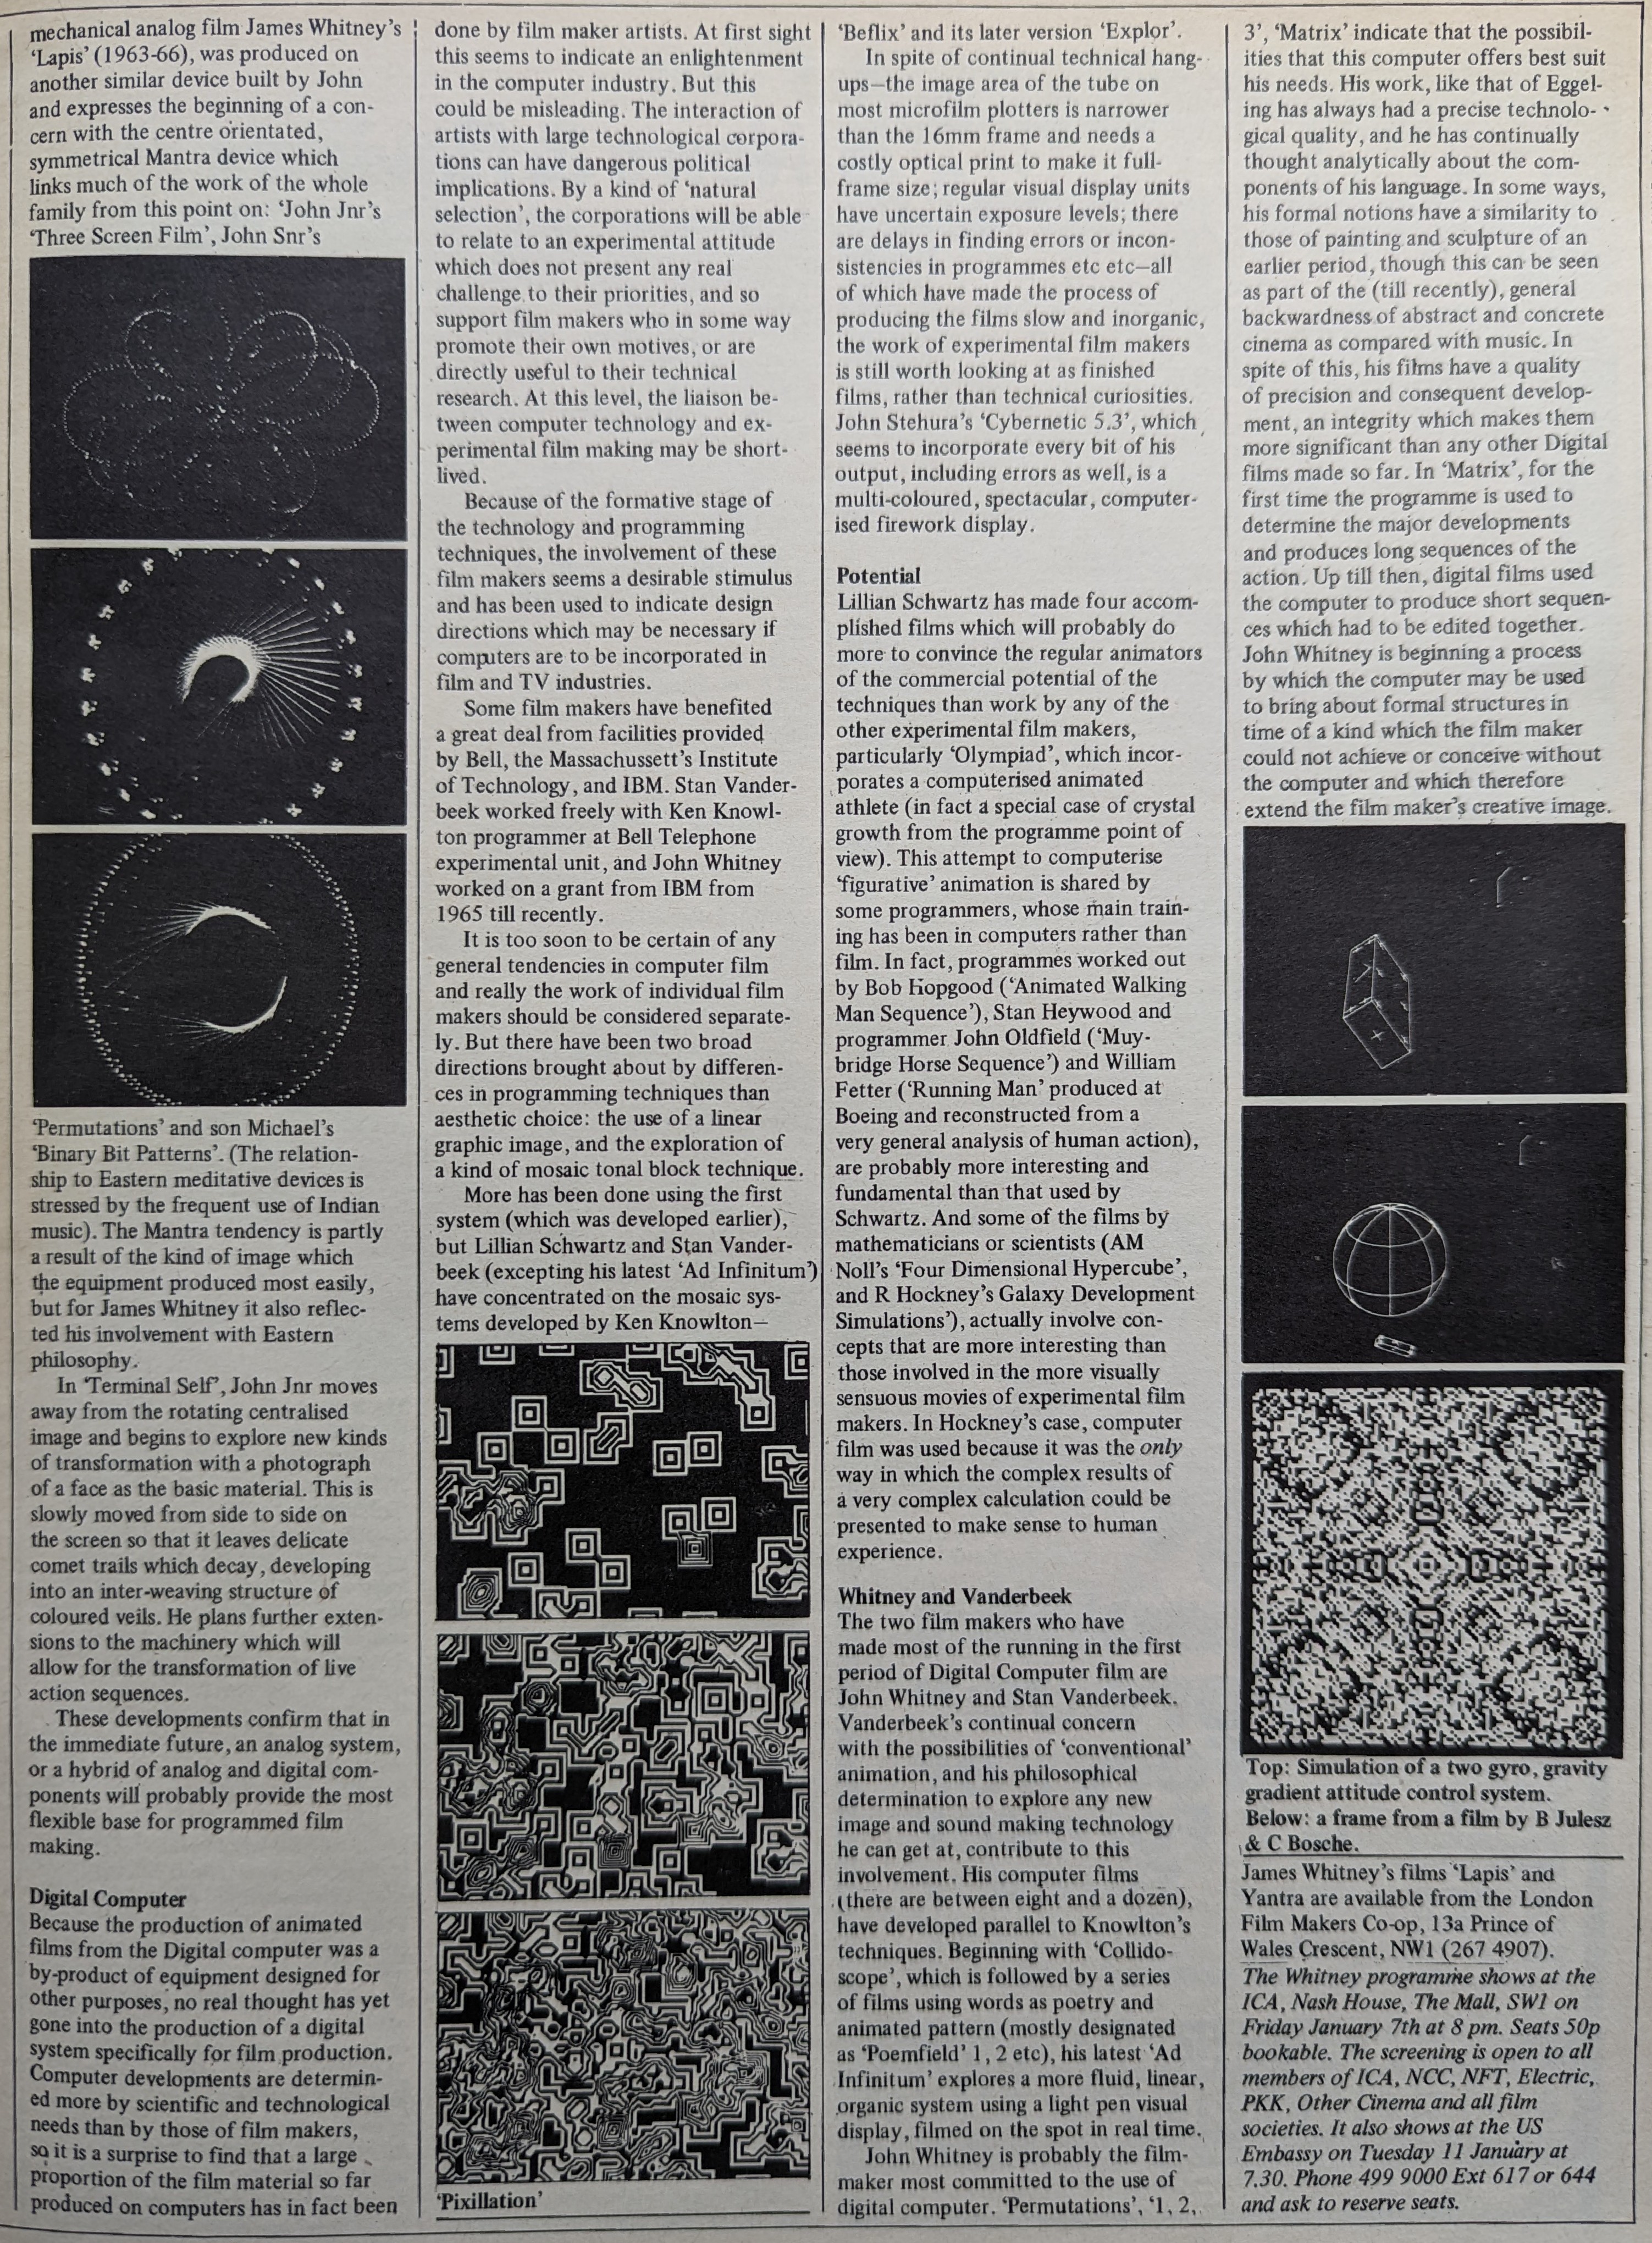 mechanical analog film James Whitney's
‘Lapis’ (1963-66), was produced on
another similar device built by John
and expresses the beginning of a con-
cern with the centre orientated,
symmetrical Mantra device which
links much of the work of the whole
family from this point on: ‘John Jnr's
‘Three Screen Film’, John Snr's
‘Permutations’ and son Michael's
‘Binary Bit Patterns’. (The relation-
ship to Eastern meditative devices is
stressed by the frequent use of Indian
music). The Mantra tendency is partly
a result of the kind of image which
the equipment produced most easily,
but for James Whitney it also reflec-
ted his involvement with Eastern
philosophy.
In ‘Terminal Self’, John Jnr moves
away from the rotating centralised
image and begins to explore new kinds
of transformation with a photograph
of a face as the basic material. This is
slowly moved from side to side on
the screen so that it leaves delicate
comet trails which decay, developing
into an inter-weaving structure of
coloured veils. He plans further exten-
sions to the machinery which will
allow for the transformation of live
action sequences.
These developments confirm that in
the immediate future, an analog system,
or a hybrid of analog and digital com-
ponents will probably provide the most
flexible base for programmed film
making.
Digital Computer
Because the production of animated
films from the Digital computer was a
by-product of equipment designed for
other purposes, no real thought has yet
gone into the production of a digital
system specifically for film production.
Computer developments are determin-
ed more by scientific and technological
needs than by those of film makers,
so it is a surprise to find that a large
proportion of the film material so far
produced on computers has in fact been
done by film maker artists. At first sight
this seems to indicate an enlightenment
in the computer industry. But this
could be misleading. The interaction of
artists with large technological corpora-
tions can have dangerous political
implications. By a kind of ‘natural
selection’, the corporations will be able
to relate to an experimental attitude
which does not present any real
challenge to their priorities, and so
support film makers who in some way
promote their own motives, or are
directly useful to their technical
research. At this level, the liaison be-
tween computer technology and ex-
perimental film making may be short-
lived.
Because of the formative stage of
the technology and programming
techniques, the involvement of these
film makers seems a desirable stimulus
and has been used to indicate design
directions which may be necessary if
computers are to be incorporated in
film and TV industries.
Some film makers have benefited
a great deal from facilities provided
by Bell, the Massachussett's Institute
of Technology, and IBM. Stan Vander-
beek worked freely with Ken Knowl-
ton programmer at Bell Telephone
experimental unit, and John Whitney
worked on a grant from IBM from
1965 till recently.
It is too soon to be certain of any
general tendencies in computer film
and really the work of individual film
makers should be considered separate-
ly. But there have been two broad
directions brought about by differen-
ces in programming techniques than
aesthetic choice: the use of a linear
graphic image, and the exploration of
a kind of mosaic tonal block technique.
More has been done using the first
system (which was developed earlier),
but Lillian Schwartz and Stan Vander-
beek (excepting his latest ‘Ad Infinitum’)
have concentrated on the mosaic sys-
tems developed by Ken Knowlton—
‘Pixillation’
‘Beflix’ and its later version ‘Explor’.
In spite of continual technical hang-
ups—the image area of the tube on
most microfilm plotters is narrower
than the 16mm frame and needs a
costly optical print to make it full-
frame size; regular visual display units
have uncertain exposure levels; there
are delays in finding errors or incon-
sistencies in programmes etc etc—all
of which have made the process of
producing the films slow and inorganic,
the work of experimental film makers
is still worth looking at as finished
films, rather than technical curiosities.
John Stehura's ‘Cybernetic 5.3’, which
seems to incorporate every bit of his
output, including errors as well, is a
multi-coloured, spectacular, computer-
ised firework display.
Potential
Lillian Schwartz has made four accom-
plished films which will probably do
more to convince the regular animators
of the commercial potential of the
techniques than work by any of the
other experimental film makers,
particularly ‘Olympiad’, which incor-
porates a computerised animated
athlete (in fact a special case of crystal
growth from the programme point of
view). This attempt to computerise
‘figurative’ animation is shared by
some programmers, whose main train-
ing has been in computers rather than
film. In fact, programmes worked out
by Bob Hopgood (‘Animated Walking
Man Sequence’), Stan Heywood and
programmer John Oldfield (‘Muy-
bridge Horse Sequence’) and William
Fetter (‘Running Man’ produced at
Boeing and reconstructed from a
very general analysis of human action),
are probably more interesting and
fundamental than that used by
Schwartz. And some of the films by
mathematicians or scientists (AM
Noll's ‘Four Dimensional Hypercube’,
and R Hockney's Galaxy Development
Simulations’), actually involve con-
cepts that are more interesting than
those involved in the more visually
sensuous movies of experimental film
makers. In Hockney's case, computer
film was used because it was the only
way in which the complex results of
a very complex calculation could be
presented to make sense to human
experience.
Whitney and Vanderbeek
The two film makers who have
made most of the running in the first
period of Digital Computer film are
John Whitney and Stan Vanderbeek.
Vanderbeek's continual concern
with the possibilities of ‘conventional’
animation, and his philosophical
determination to explore any new
image and sound making technology
he can get at, contribute to this
involvement. His computer films
(there are between eight and a dozen),
have developed parallel to Knowlton's
techniques. Beginning with ‘Collido-
scope’, which is followed by a series
of films using words as poetry and
animated pattern (mostly designated
as ‘Poemfield’ 1, 2 etc), his latest ‘Ad
Infinitum’ explores a more fluid, linear,
organic system using a light pen visual
display, filmed on the spot in real time.
John Whitney is probably the film-
maker most committed to the use of
digital computer. ‘Permutations’, ‘1, 2,
3’, ‘Matrix’ indicate that the possibil-
ities that this computer offers best suit
his needs. His work, like that of Eggel-
ing has always had a precise technolo-
gical quality, and he has continually
thought analytically about the com-
ponents of his language. In some ways,
his formal notions have a similarity to
those of painting and sculpture of an
earlier period, though this can be seen
as part of the (till recently), general
backwardness of abstract and concrete
cinema as compared with music. In
spite of this, his films have a quality
of precision and consequent develop-
ment, an integrity which makes them
more significant than any other Digital
films made so far. In ‘Matrix’, for the
first time the programme is used to
determine the major developments
and produces long sequences of the
action. Up till then, digital films used
the computer to produce short sequen-
ces which had to be edited together.
John Whitney is beginning a process
by which the computer may be used
to bring about formal structures in
time of a kind which the film maker
could not achieve or conceive without
the computer and which therefore
extend the film maker's creative image.
Top: Simulation of a two gyro, gravity
gradient attitude control system.
Below: a frame from a film by B Julesz
& C Bosche.
James Whitney's films ‘Lapis’ and
Yantra are available from the London
Film Makers Co-op, 13a Prince of
Wales Crescent, NW1 (267 4907).
The Whitney programme shows at the
ICA, Nash House, The Mall, SW1 on
Friday January 7th at 8 pm. Seats 50p
bookable. The screening is open to all
members of ICA, NCC, NFT, Electric,
PKK, Other Cinema and all film
societies. It also shows at the US
Embassy on Tuesday 11 January at
7.30. Phone 499 9000 Ext 617 or 644
and ask to reserve seats.